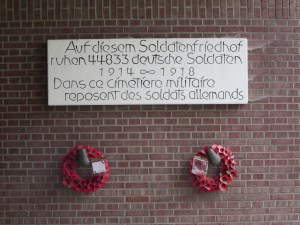 Auf diesem Soldatenfriedhof
ruhen 44833 deutsche Soldaten
1914 ∞ 1918
Dans ce cimetière militaire
reposent des soldats allemands